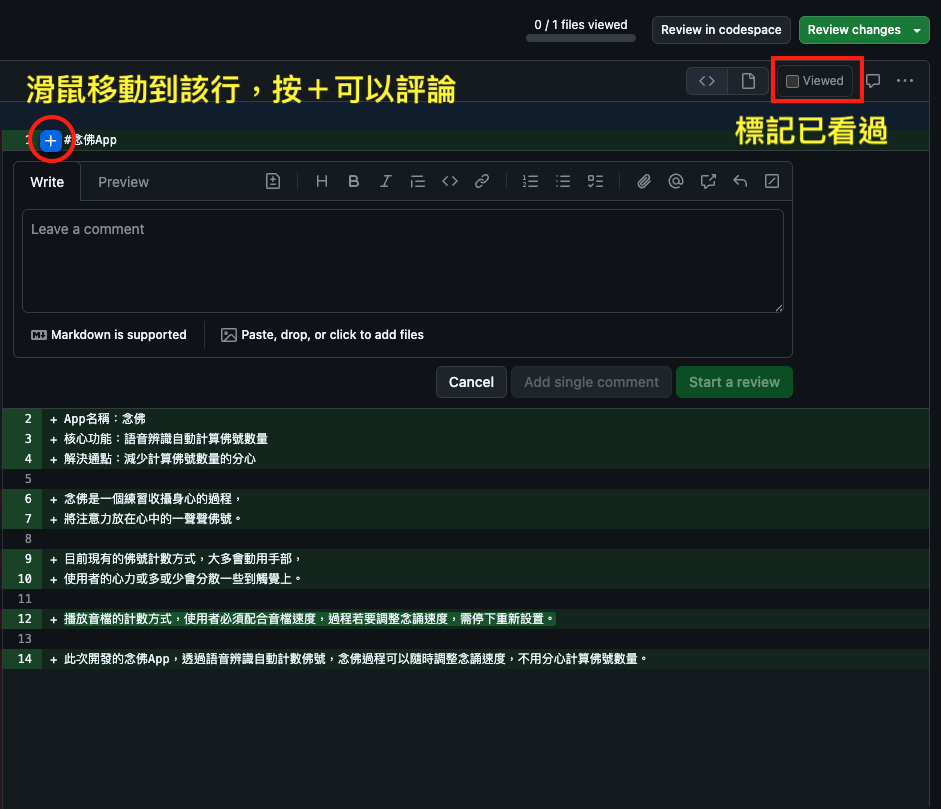 0 / 1 files viewed
Review in codespace
Review changes
滑鼠移動到該行，按＋可以評論
Viewed
標記已看過
1 + #念佛App
Write
Preview
Leave a comment
Markdown is supported
Paste, drop, or click to add files
Cancel
Add single comment
Start a review
2 + App名稱：念佛
3 + 核心功能：語音辨識自動計算佛號數量
4 + 解決通點：減少計算佛號數量的分心
5
6 + 念佛是一個練習收攝身心的過程，
7 + 將注意力放在心中的一聲聲佛號。
8
9 + 目前現有的佛號計數方式，大多會動用手部，
10 + 使用者的心力或多或少會分散一些到觸覺上。
11
12 + 播放音檔的計數方式，使用者必須配合音檔速度，過程若要調整念誦速度，需停下重新設置。
13
14 + 此次開發的念佛App，透過語音辨識自動計數佛號，念佛過程可以隨時調整念誦速度，不用分心計算佛號數量。